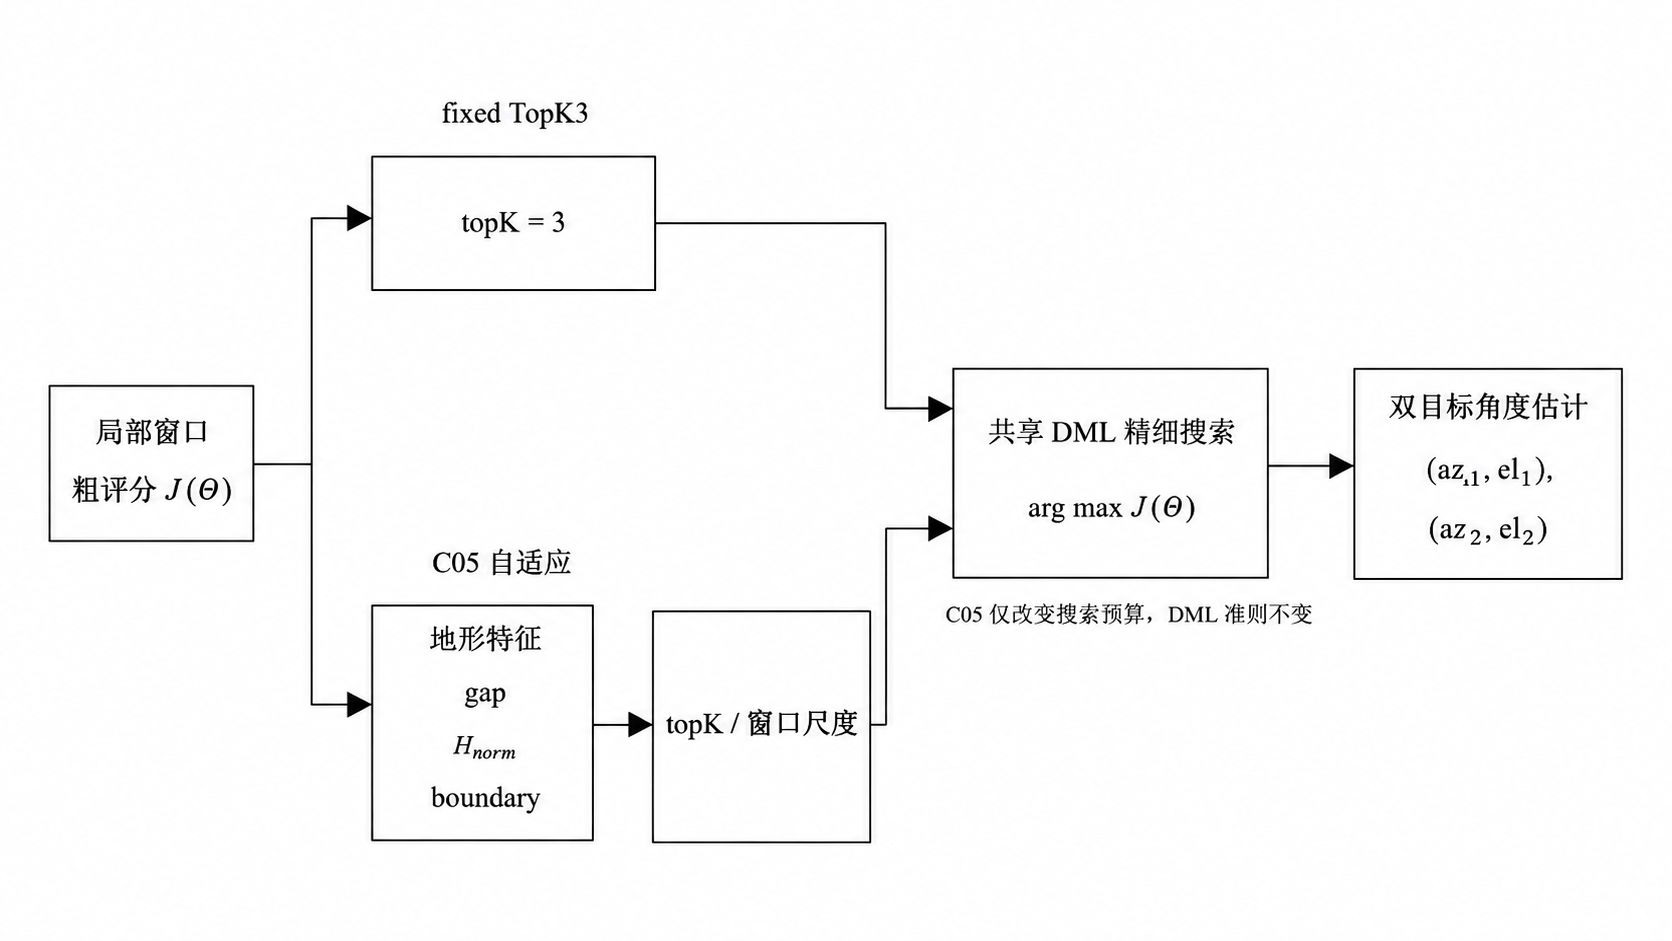 fixed TopK3
topK = 3
局部窗口
粗评分 J(Θ)
C05 自适应
地形特征
gap
H_norm
boundary
topK / 窗口尺度
共享 DML 精细搜索
arg max J(Θ)
C05 仅改变搜索预算，DML 准则不变
双目标角度估计
(az₁, el₁),
(az₂, el₂)